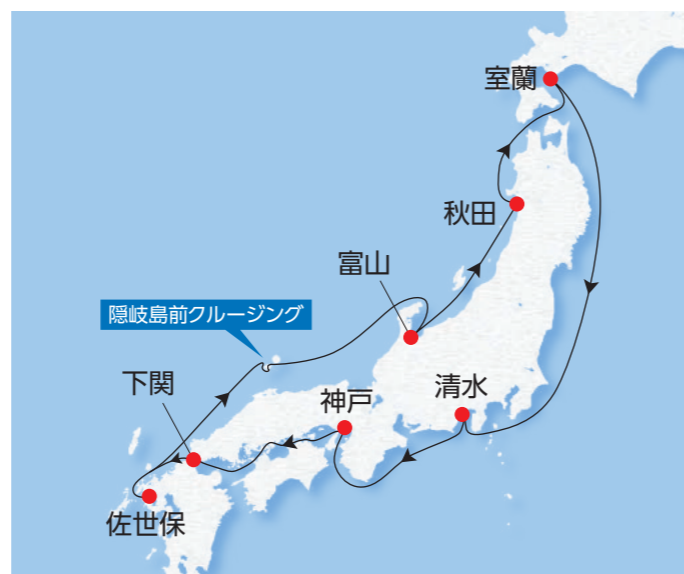 室蘭
秋田
富山
隠岐島前クルージング
下関
神戸
清水
佐世保